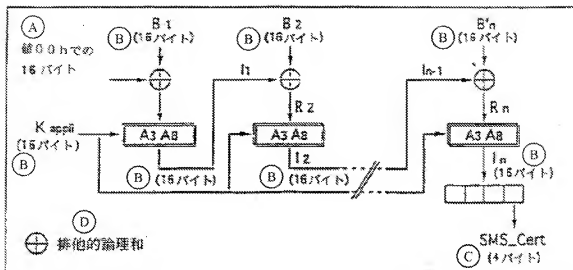 Ⓐ
値００hでの
16バイト
B1
Ⓑ (16バイト)
B2
Ⓑ (16バイト)
B'n
Ⓑ (16バイト)
I1
In-1
R2
Rn
K appli
(16バイト)
Ⓑ
A3 A8
A3 A8
A3 A8
I2
In
Ⓑ (16バイト)
Ⓑ (16バイト)
Ⓑ
(16バイト)
Ⓓ
排他的論理和
SMS_Cert
Ⓒ (4バイト)